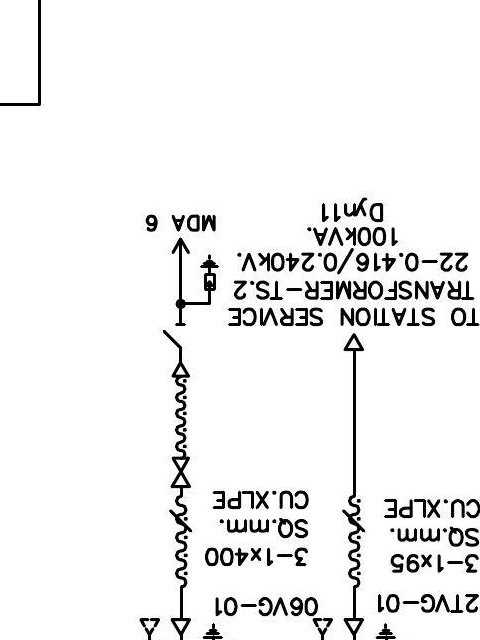 2TVG-01
3-1x95
SQ.mm.
CU.XLPE
TO STATION SERVICE
TRANSFORMER-TS.2
22-0.416/0.240kV.
100kVA.
Dyn11
06VG-01
3-1x400
SQ.mm.
CU.XLPE
MDA 6